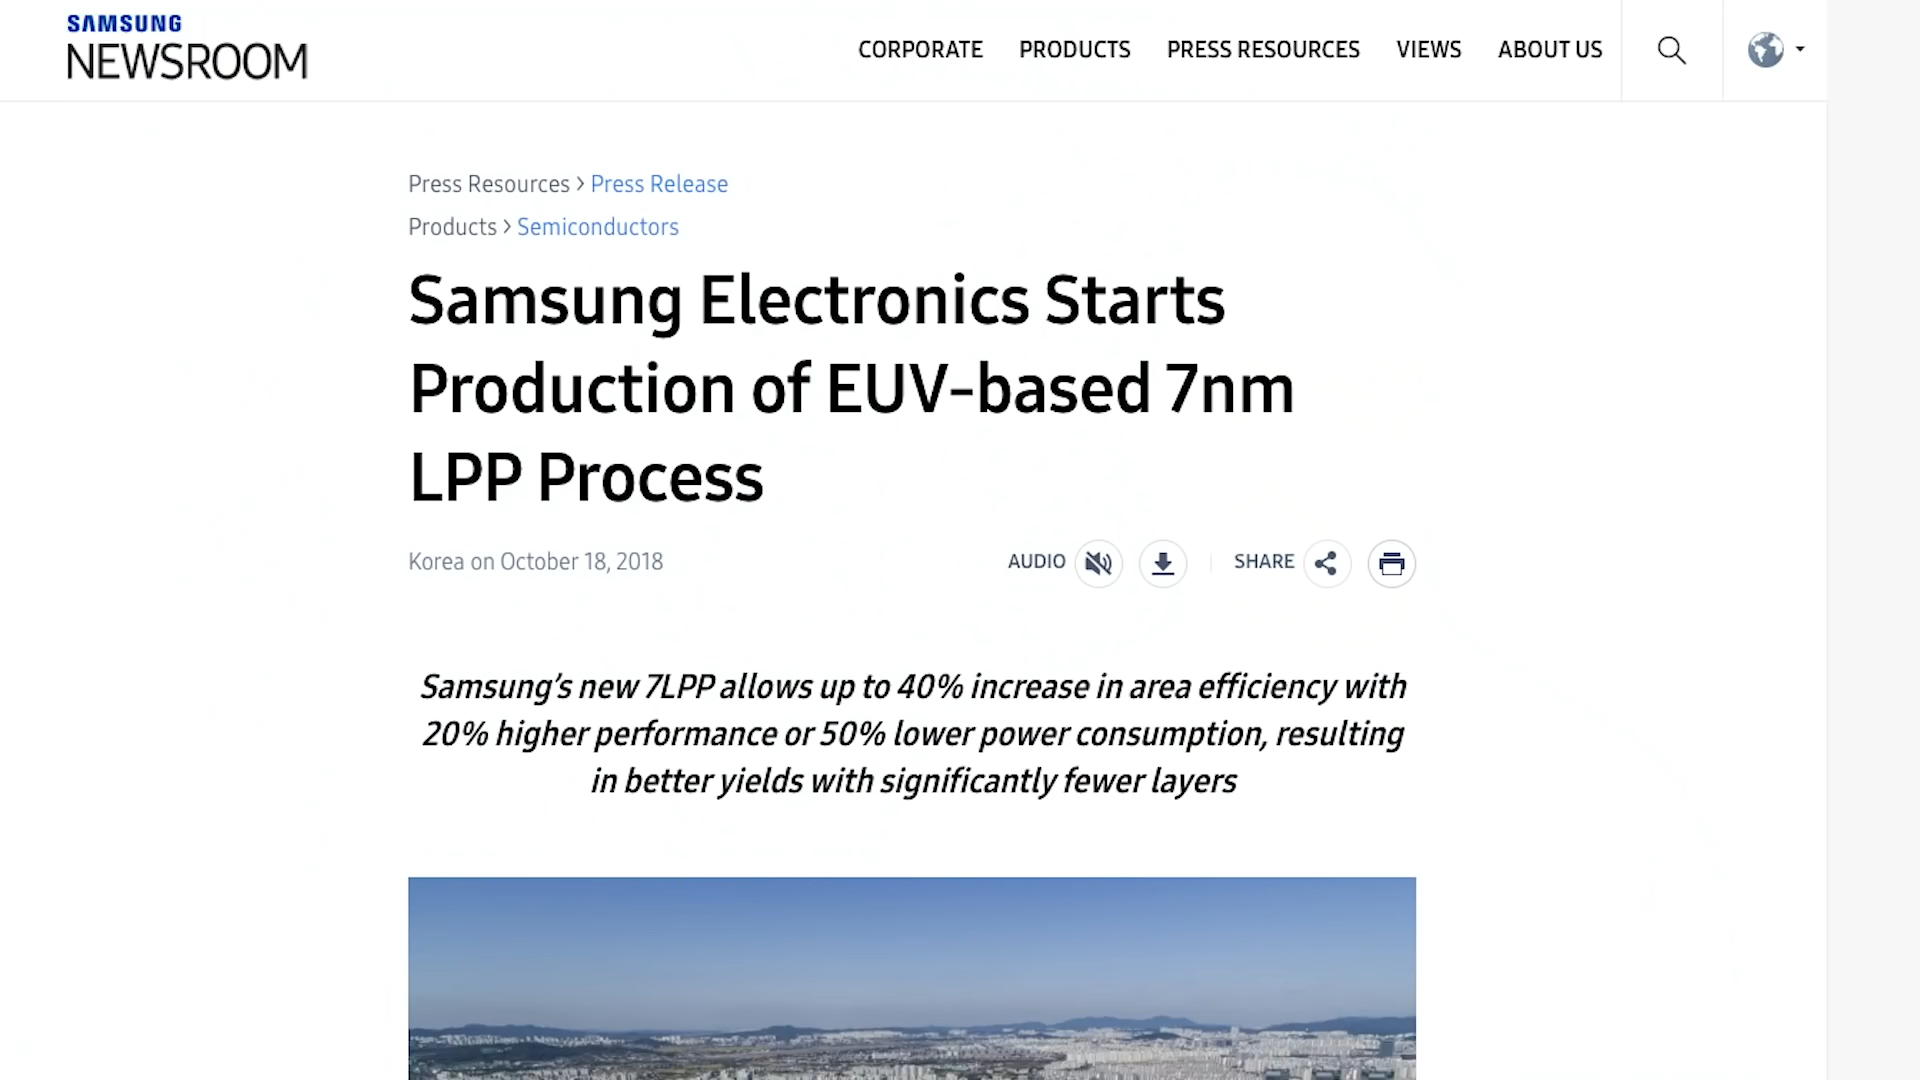 SAMSUNG
NEWSROOM
CORPORATE PRODUCTS PRESS RESOURCES VIEWS ABOUT US
Press Resources > Press Release
Products > Semiconductors
Samsung Electronics Starts
Production of EUV-based 7nm
LPP Process
Korea on October 18, 2018
AUDIO SHARE
Samsung’s new 7LPP allows up to 40% increase in area efficiency with
20% higher performance or 50% lower power consumption, resulting
in better yields with significantly fewer layers